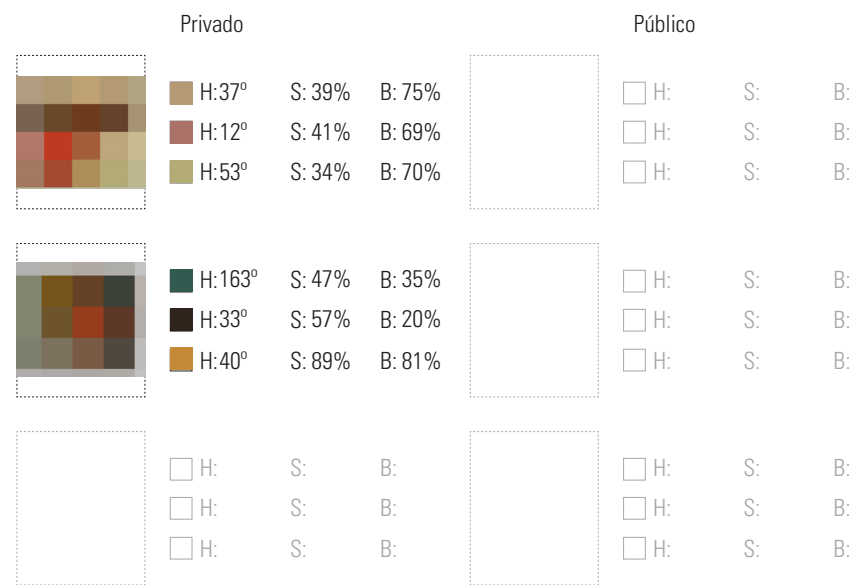 Privado Público
H:37º S: 39% B: 75% H: S: B:
H:12º S: 41% B: 69% H: S: B:
H:53º S: 34% B: 70% H: S: B:
H:163º S: 47% B: 35% H: S: B:
H:33º S: 57% B: 20% H: S: B:
H:40º S: 89% B: 81% H: S: B:
H: S: B: H: S: B:
H: S: B: H: S: B:
H: S: B: H: S: B: